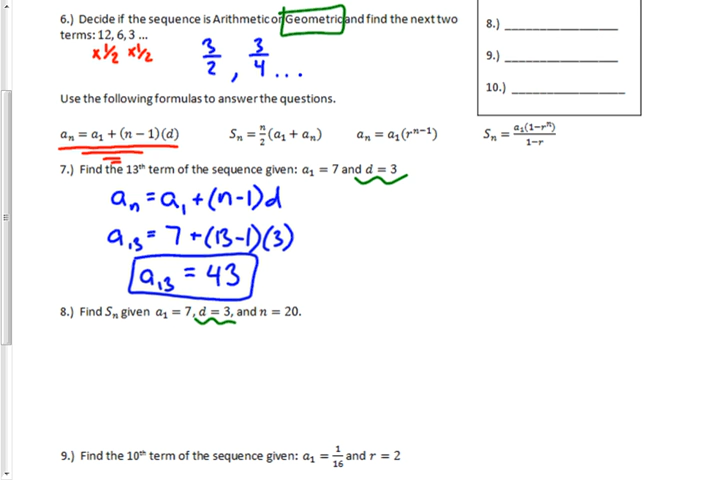 6.) Decide if the sequence is Arithmetic or Geometric and find the next two
terms: 12, 6, 3 ...
x½ x½ 3/2 , 3/4 ...
8.) ____________________
9.) ____________________
10.) ____________________
Use the following formulas to answer the questions.
aₙ = a₁ + (n − 1)(d) Sₙ = n/2(a₁ + aₙ) aₙ = a₁(rⁿ⁻¹) Sₙ = a₁(1−rⁿ)/1−r
7.) Find the 13ᵗʰ term of the sequence given: a₁ = 7 and d = 3
aₙ = a₁ + (n-1)d
a₁₃ = 7 + (13-1)(3)
a₁₃ = 43
8.) Find Sₙ given a₁ = 7, d = 3, and n = 20.
9.) Find the 10ᵗʰ term of the sequence given: a₁ = 1/16 and r = 2